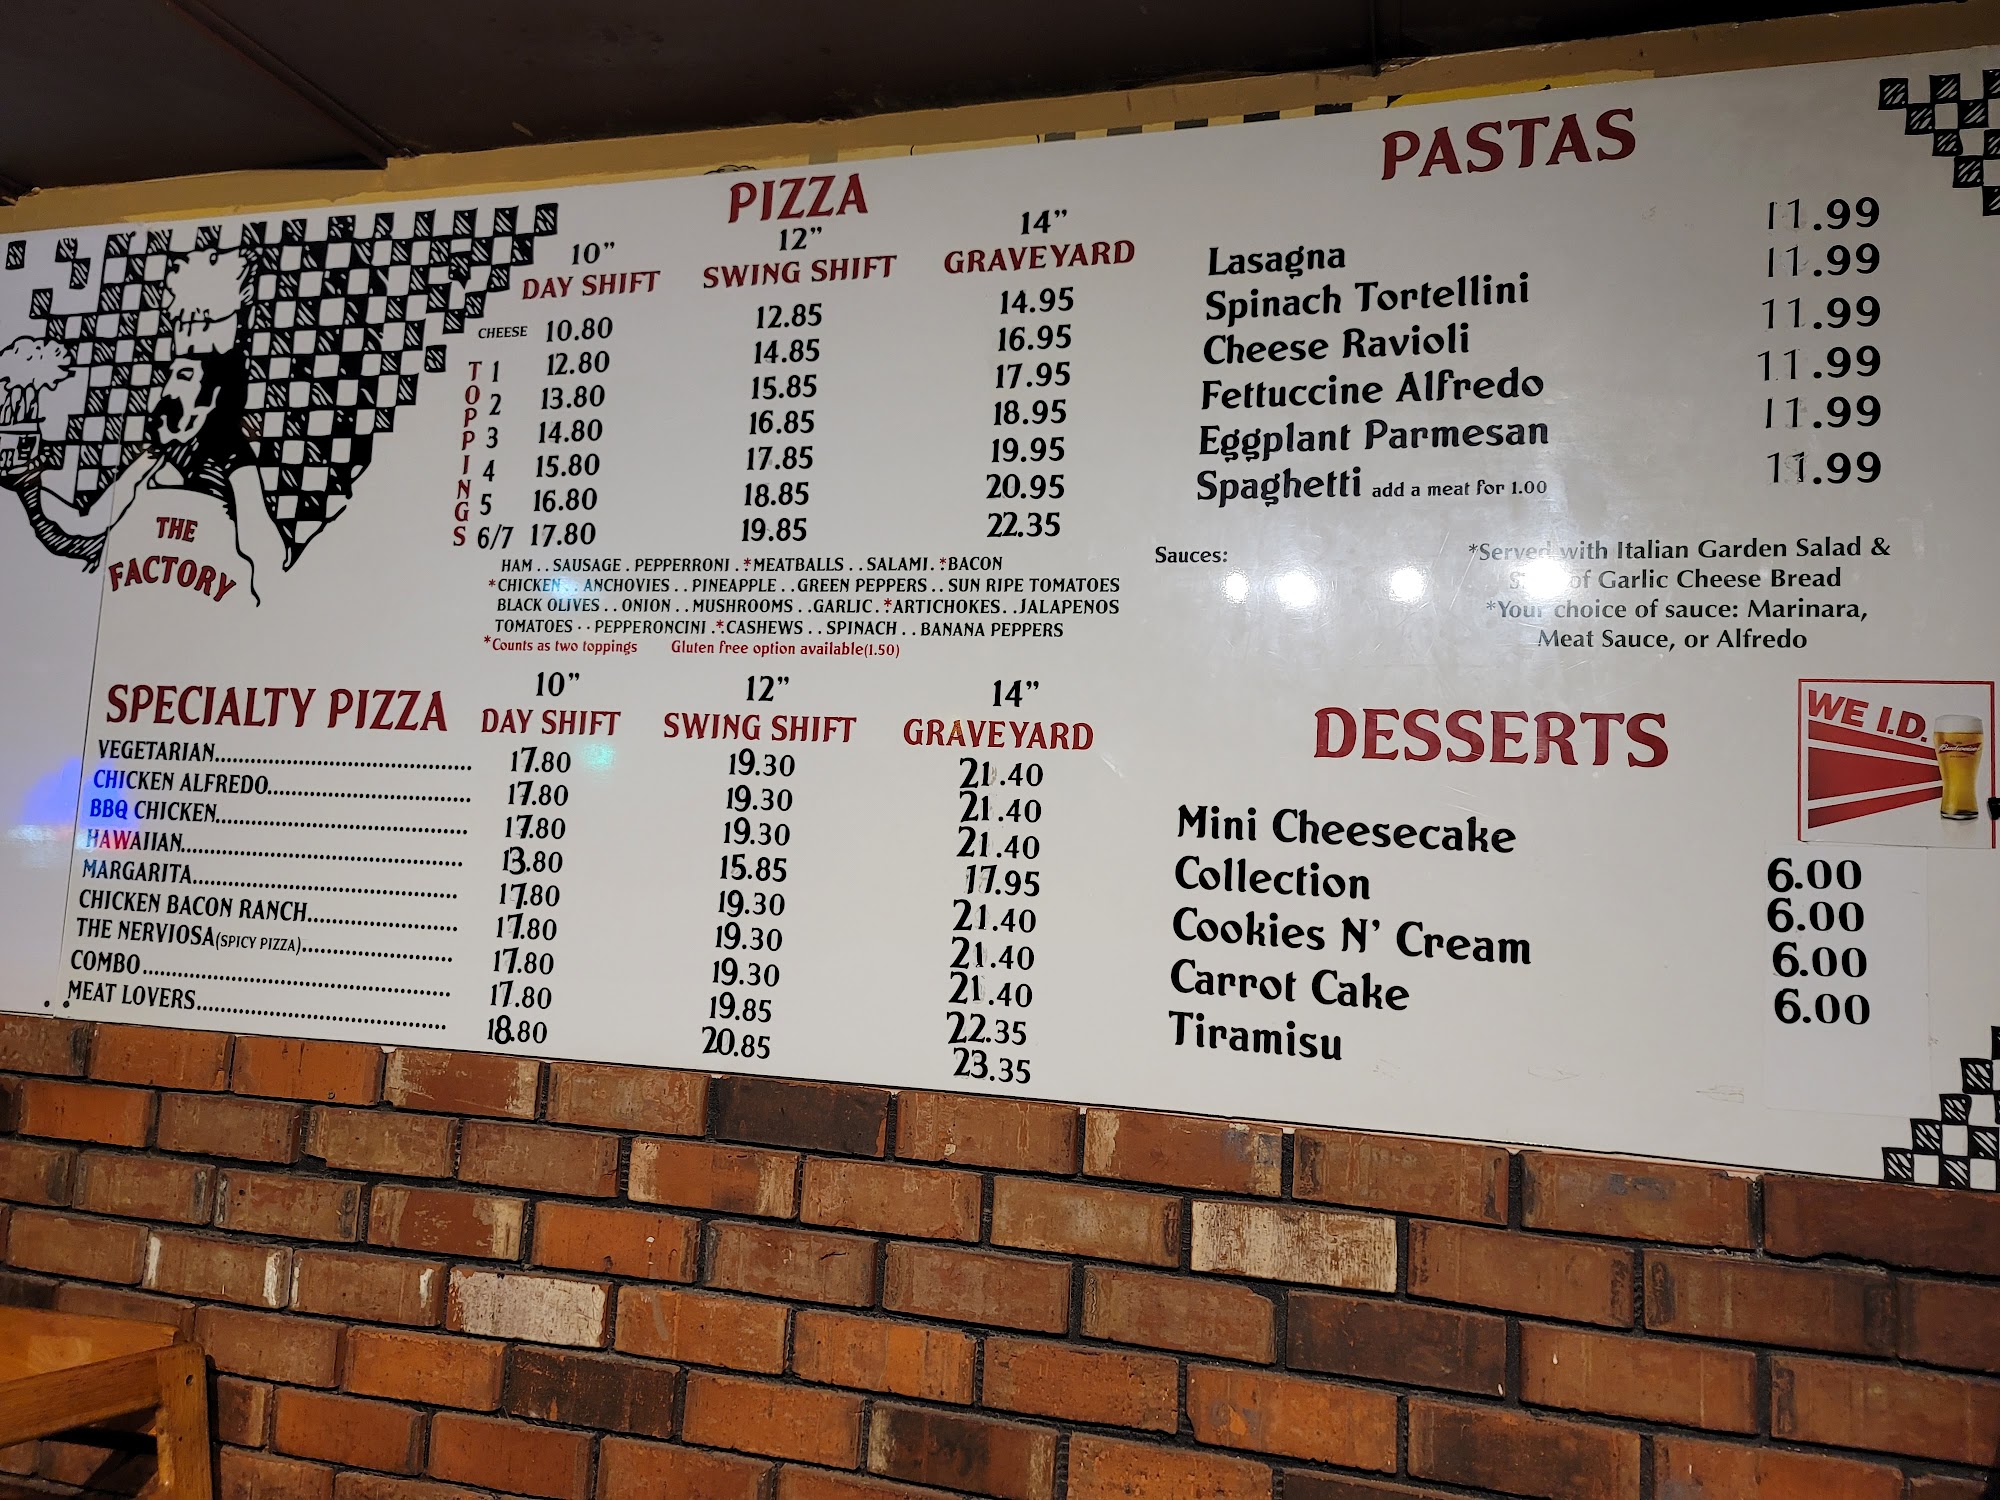 THE
FACTORY
PIZZA
10" 12" 14"
DAY SHIFT SWING SHIFT GRAVEYARD
TOPPINGS
CHEESE 10.80 12.85 14.95
1 12.80 14.85 16.95
2 13.80 15.85 17.95
3 14.80 16.85 18.95
4 15.80 17.85 19.95
5 16.80 18.85 20.95
6/7 17.80 19.85 22.35
HAM . . SAUSAGE . PEPPERRONI . *MEATBALLS . . SALAMI . *BACON
*CHICKEN . . ANCHOVIES . . PINEAPPLE . . GREEN PEPPERS . . SUN RIPE TOMATOES
BLACK OLIVES . . ONION . . MUSHROOMS . . GARLIC . *ARTICHOKES . . JALAPENOS
TOMATOES . . PEPPERONCINI . *CASHEWS . . SPINACH . . BANANA PEPPERS
*Counts as two toppings Gluten free option available(1.50)
SPECIALTY PIZZA
10" 12" 14"
DAY SHIFT SWING SHIFT GRAVEYARD
VEGETARIAN 17.80 19.30 21.40
CHICKEN ALFREDO 17.80 19.30 21.40
BBQ CHICKEN 17.80 19.30 21.40
HAWAIIAN 13.80 15.85 17.95
MARGARITA 17.80 19.30 21.40
CHICKEN BACON RANCH 17.80 19.30 21.40
THE NERVIOSA(SPICY PIZZA) 17.80 19.30 21.40
COMBO 17.80 19.85 22.35
MEAT LOVERS 18.80 20.85 23.35
PASTAS
Lasagna 11.99
Spinach Tortellini 11.99
Cheese Ravioli 11.99
Fettuccine Alfredo 11.99
Eggplant Parmesan 11.99
Spaghetti add a meat for 1.00 11.99
Sauces:
*Served with Italian Garden Salad &
of Garlic Cheese Bread
*Your choice of sauce: Marinara,
Meat Sauce, or Alfredo
WE I.D.
Budweiser
DESSERTS
Mini Cheesecake
Collection 6.00
Cookies N' Cream 6.00
Carrot Cake 6.00
Tiramisu 6.00